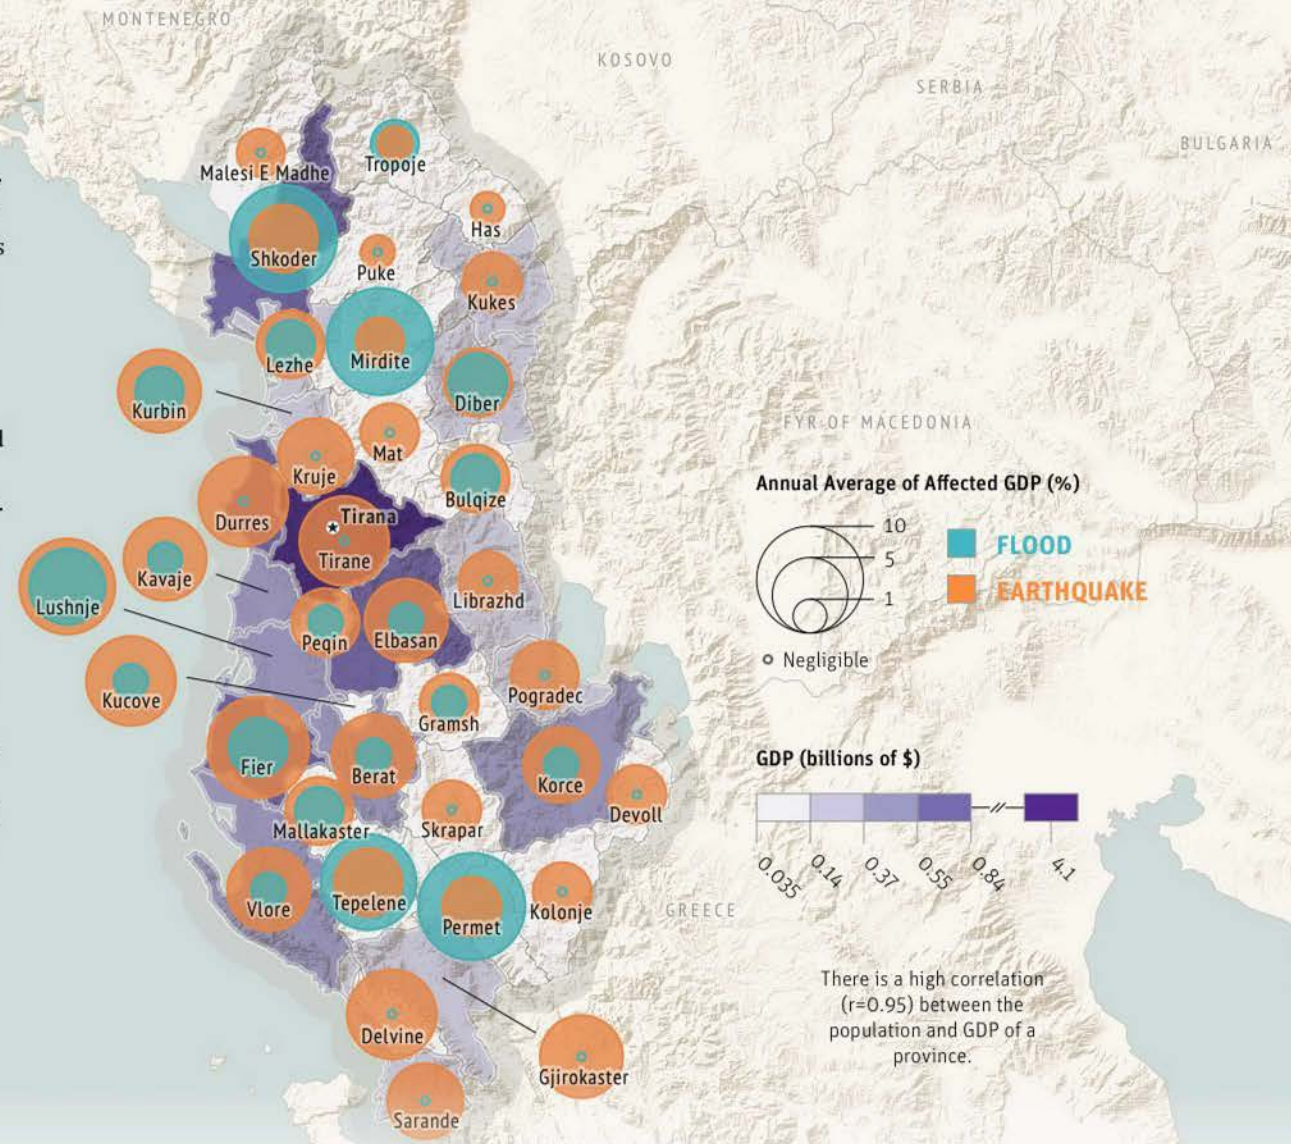 MONTENEGRO
KOSOVO
SERBIA
BULGARIA
Malesi E Madhe
Tropoje
Has
Shkoder
Puke
Kukes
Lezhe
Mirdite
Kurbin
Diber
FYR OF MACEDONIA
Mat
Kruje
Bulqize
Durres
Tirana
Tirane
Kavaje
Lushnje
Librazhd
Peqin
Elbasan
Kucove
Pogradec
Gramsh
Fier
Berat
Korce
Devoll
Mallakaster
Skrapar
Vlore
Tepelene
Permet
Kolonje
GREECE
Delvine
Gjirokaster
Sarande
Annual Average of Affected GDP (%)
10
5
1
Negligible
FLOOD
EARTHQUAKE
GDP (billions of $)
0.035
0.14
0.37
0.55
0.84
4.1
There is a high correlation
(r=0.95) between the
population and GDP of a
province.